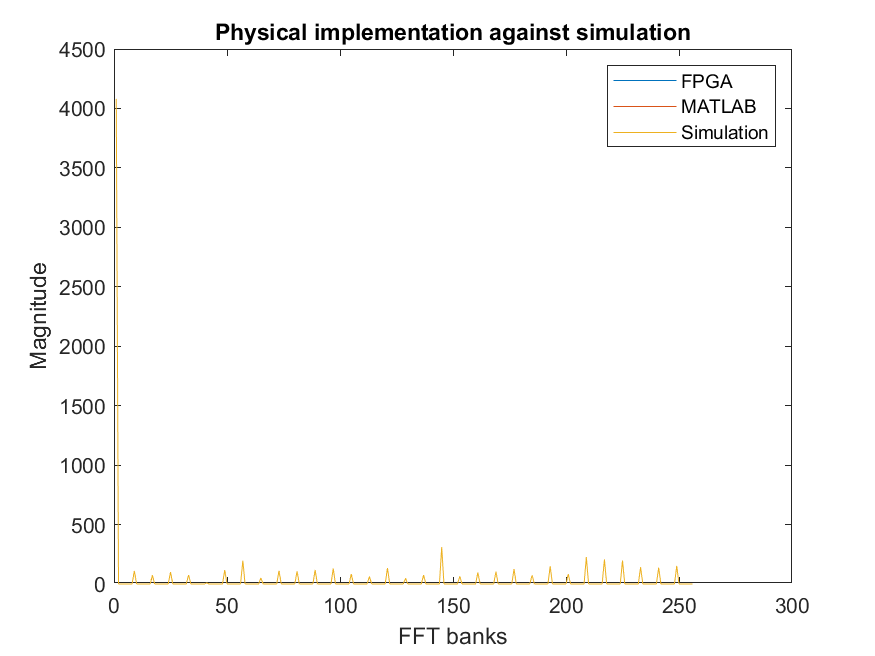 Physical implementation against simulation
4500
4000
3500
3000
2500
2000
1500
1000
500
0
Magnitude
FPGA
MATLAB
Simulation
0 50 100 150 200 250 300
FFT banks